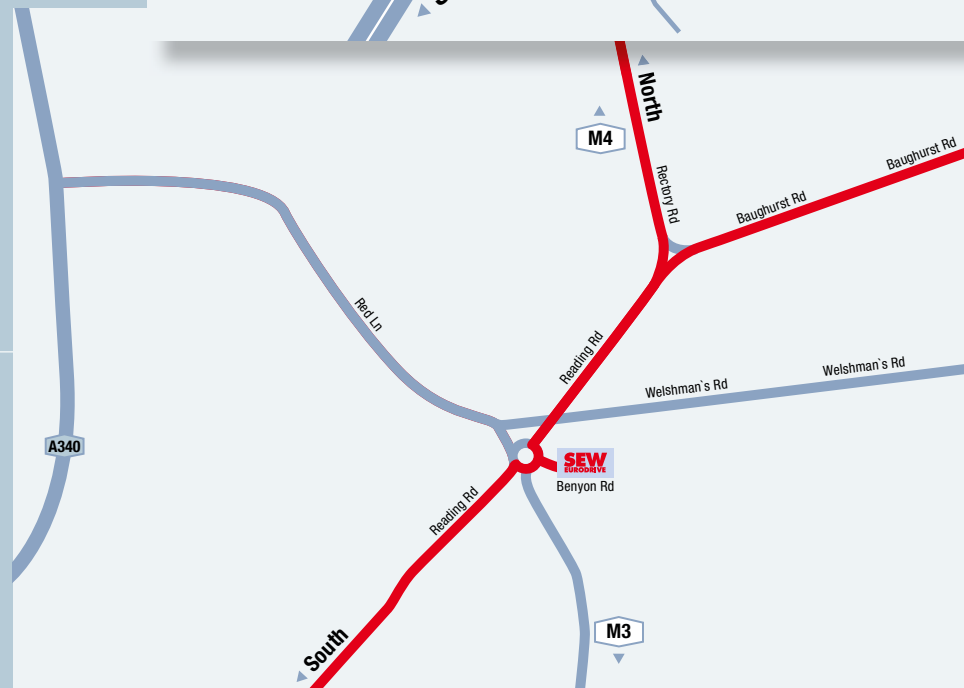 North
M4
Baughurst Rd
Rectory Rd
Baughurst Rd
Red Ln
Reading Rd
Welshman`s Rd
Welshman`s Rd
A340
SEW
EURODRIVE
Benyon Rd
Reading Rd
M3
South